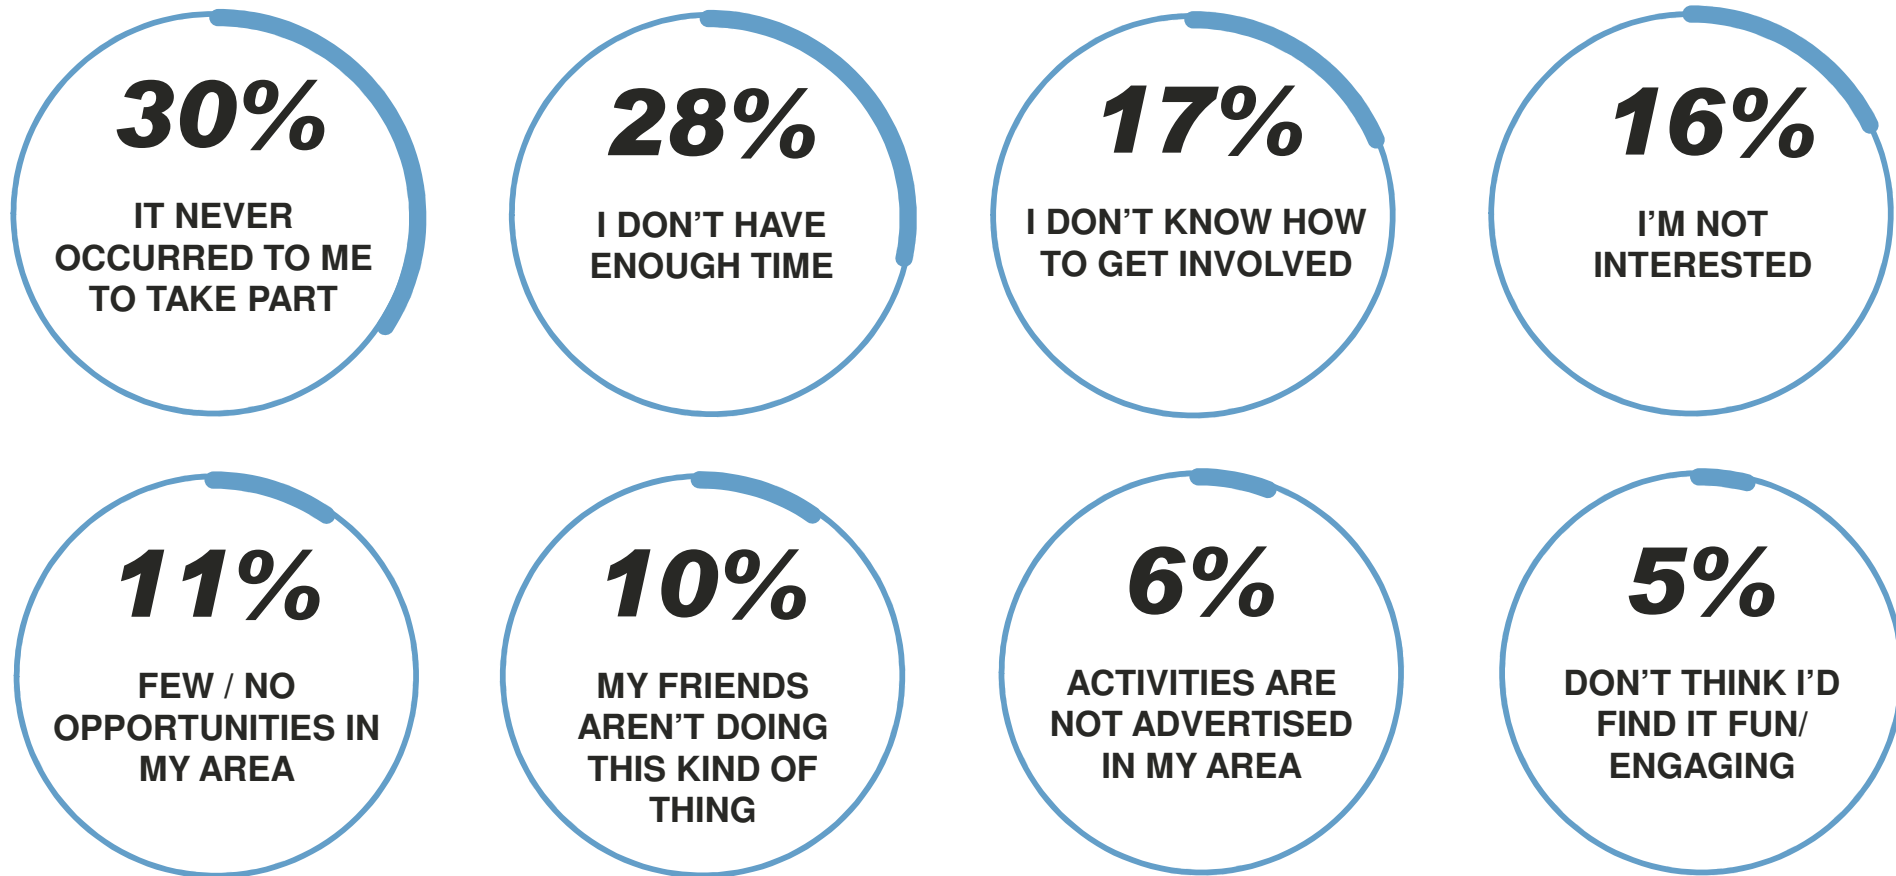 30%
IT NEVER
OCCURRED TO ME
TO TAKE PART
28%
I DON’T HAVE
ENOUGH TIME
17%
I DON’T KNOW HOW
TO GET INVOLVED
16%
I’M NOT
INTERESTED
11%
FEW / NO
OPPORTUNITIES IN
MY AREA
10%
MY FRIENDS
AREN’T DOING
THIS KIND OF
THING
6%
ACTIVITIES ARE
NOT ADVERTISED
IN MY AREA
5%
DON’T THINK I’D
FIND IT FUN/
ENGAGING